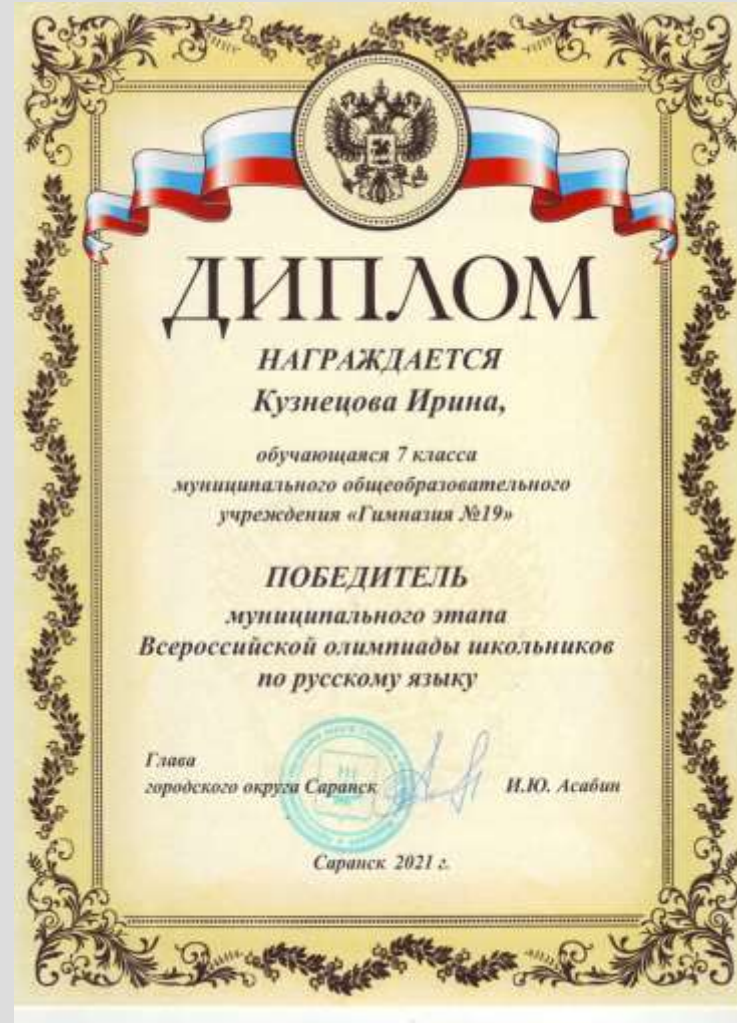 ДИПЛОМ
НАГРАЖДАЕТСЯ
Кузнецова Ирина,
обучающаяся 7 класса
муниципального общеобразовательного
учреждения «Гимназия №19»
ПОБЕДИТЕЛЬ
муниципального этапа
Всероссийской олимпиады школьников
по русскому языку
Глава
городского округа Саранск И.Ю. Асабин
Саранск 2021 г.